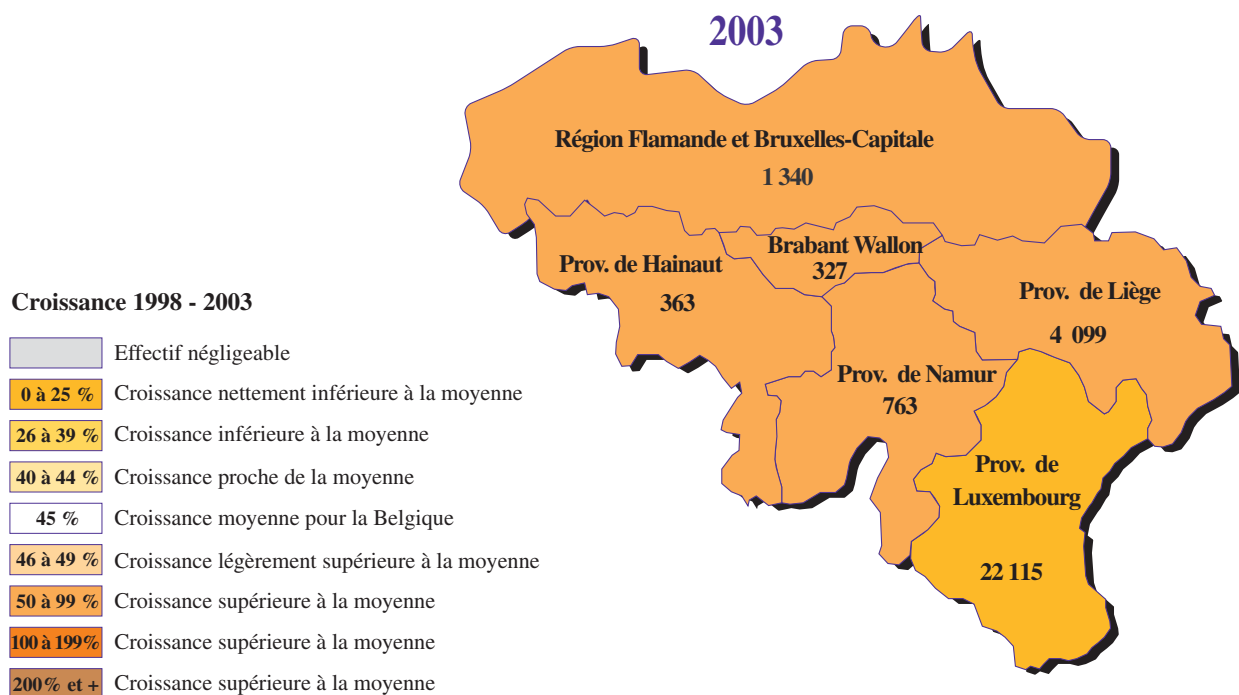 2003
Région Flamande et Bruxelles-Capitale
1 340
Brabant Wallon
327
Prov. de Hainaut
363
Prov. de Liège
4 099
Prov. de Namur
763
Prov. de
Luxembourg
22 115
Croissance 1998 - 2003
Effectif négligeable
0 à 25 % Croissance nettement inférieure à la moyenne
26 à 39 % Croissance inférieure à la moyenne
40 à 44 % Croissance proche de la moyenne
45 % Croissance moyenne pour la Belgique
46 à 49 % Croissance légèrement supérieure à la moyenne
50 à 99 % Croissance supérieure à la moyenne
100 à 199% Croissance supérieure à la moyenne
200% et + Croissance supérieure à la moyenne